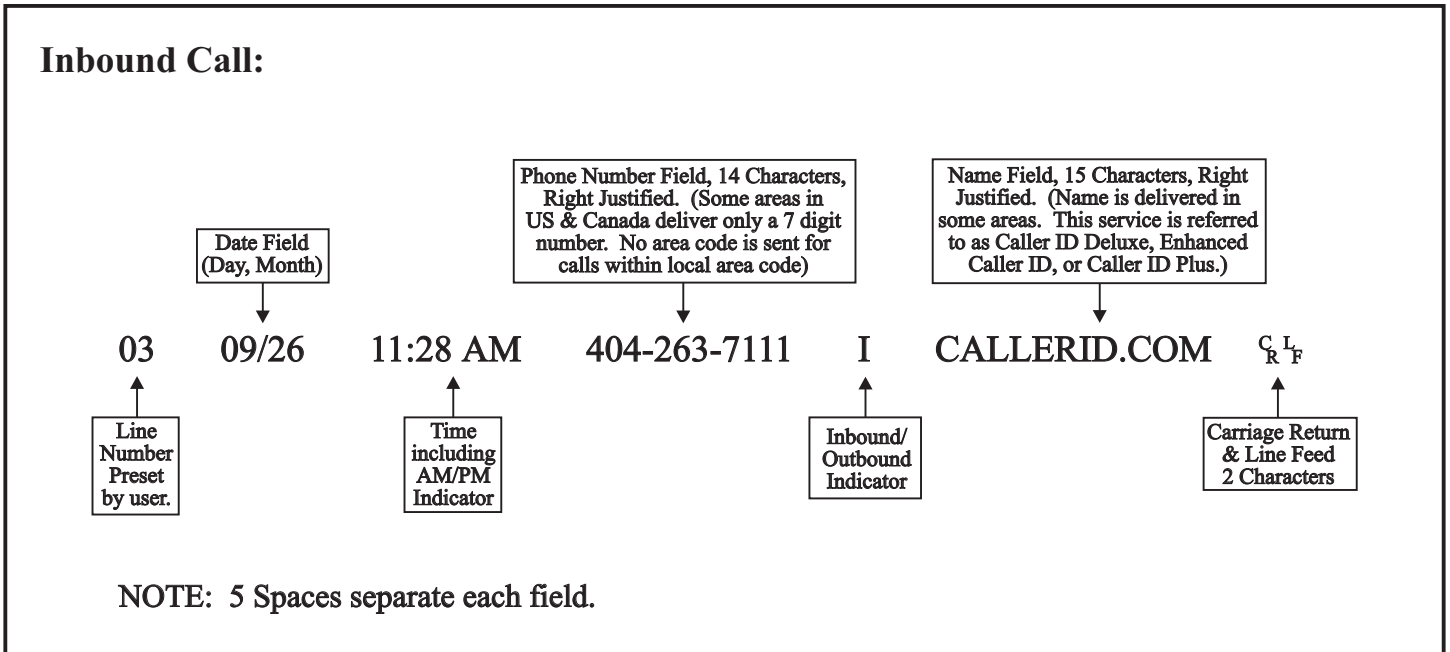 Inbound Call:
Phone Number Field, 14 Characters,
Right Justified. (Some areas in
US & Canada deliver only a 7 digit
number. No area code is sent for
calls within local area code)
Name Field, 15 Characters, Right
Justified. (Name is delivered in
some areas. This service is referred
to as Caller ID Deluxe, Enhanced
Caller ID, or Caller ID Plus.)
Date Field
(Day, Month)
03 09/26 11:28 AM 404-263-7111 I CALLERID.COM CR LF
Line
Number
Preset
by user.
Time
including
AM/PM
Indicator
Inbound/
Outbound
Indicator
Carriage Return
& Line Feed
2 Characters
NOTE: 5 Spaces separate each field.